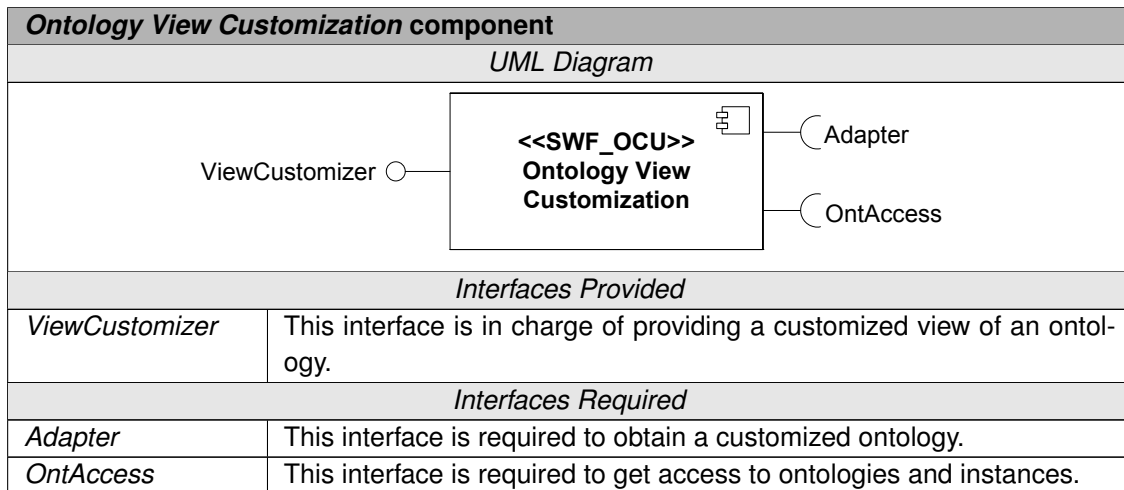 Ontology View Customization component
UML Diagram
<<SWF_OCU>>
Adapter
ViewCustomizer
Ontology View
Customization
OntAccess
Interfaces Provided
ViewCustomizer This interface is in charge of providing a customized view of an ontol-
ogy.
Interfaces Required
Adapter This interface is required to obtain a customized ontology.
OntAccess This interface is required to get access to ontologies and instances.